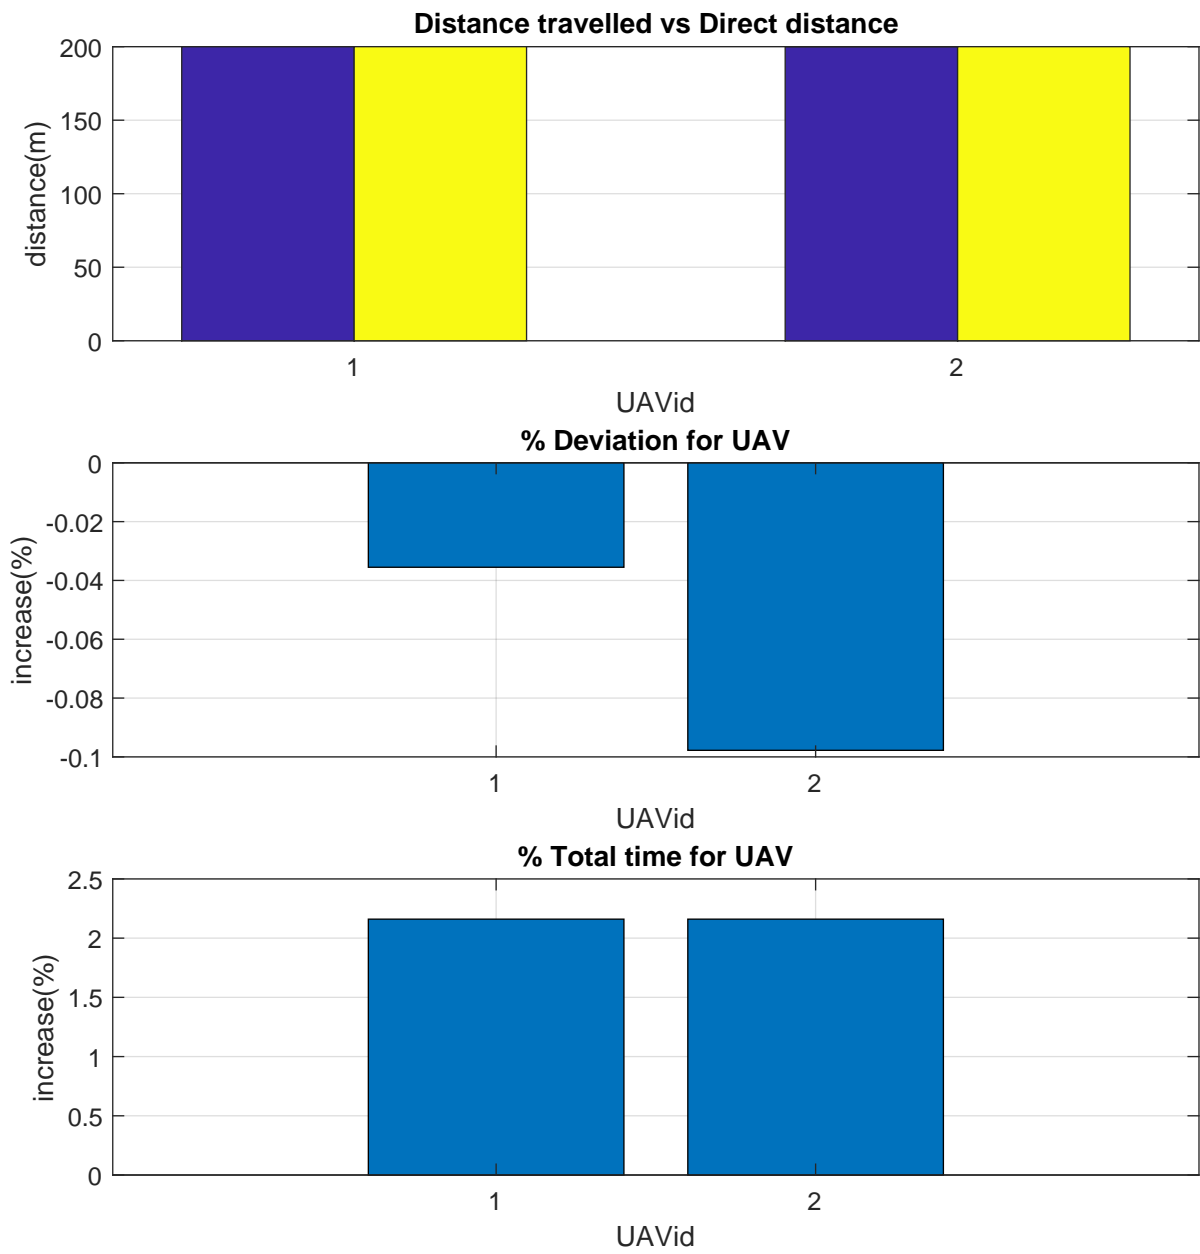 Distance travelled vs Direct distance
200
150
100
50
0
distance(m)
1 2
UAVid
% Deviation for UAV
0
-0.02
-0.04
-0.06
-0.08
-0.1
increase(%)
1 2
UAVid
% Total time for UAV
2.5
2
1.5
1
0.5
0
increase(%)
1 2
UAVid